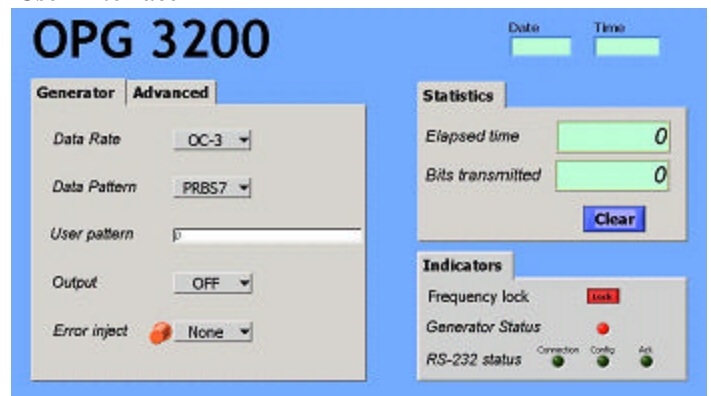 OPG 3200
Date Time
Generator Advanced
Data Rate OC-3
Data Pattern PRBS7
User pattern 0
Output OFF
Error inject None
Statistics
Elapsed time 0
Bits transmitted 0
Clear
Indicators
Frequency lock Lock
Generator Status
RS-232 status Connection Config Ack